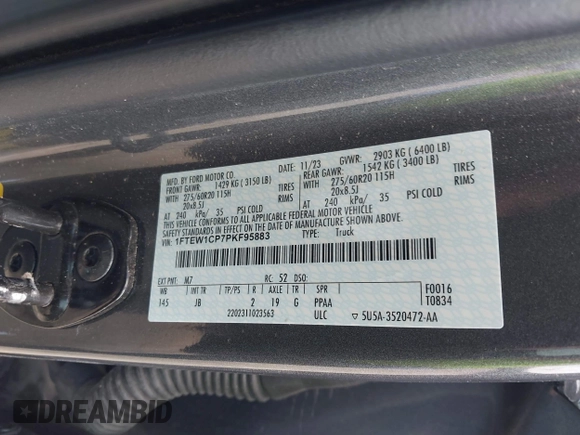 MFD. BY FORD MOTOR CO.
11/23 GVWR: 2903 KG ( 6400 LB)
FRONT GAWR: 1429 KG ( 3150 LB)
REAR GAWR: 1542 KG ( 3400 LB)
WITH 275/60R20 115H TIRES
WITH 275/60R20 115H TIRES
20x8.5J RIMS
20x8.5J RIMS
AT 240 kPa/ 35 PSI COLD
AT 240 kPa/ 35 PSI COLD
THIS VEHICLE CONFORMS TO ALL APPLICABLE FEDERAL MOTOR VEHICLE
SAFETY STANDARDS IN EFFECT ON THE DATE OF MANUFACTURE SHOWN ABOVE.
VIN: 1FTEW1CP7PKF95883
TYPE: Truck
EXT PNT: M7 RC: 52 DSO:
WB INT TR TP/PS R AXLE TR SPR F0016
145 JB 2 19 G PPAA T0834
2202311023563 ULC ▽ 5U5A-3520472-AA
DREAMBID